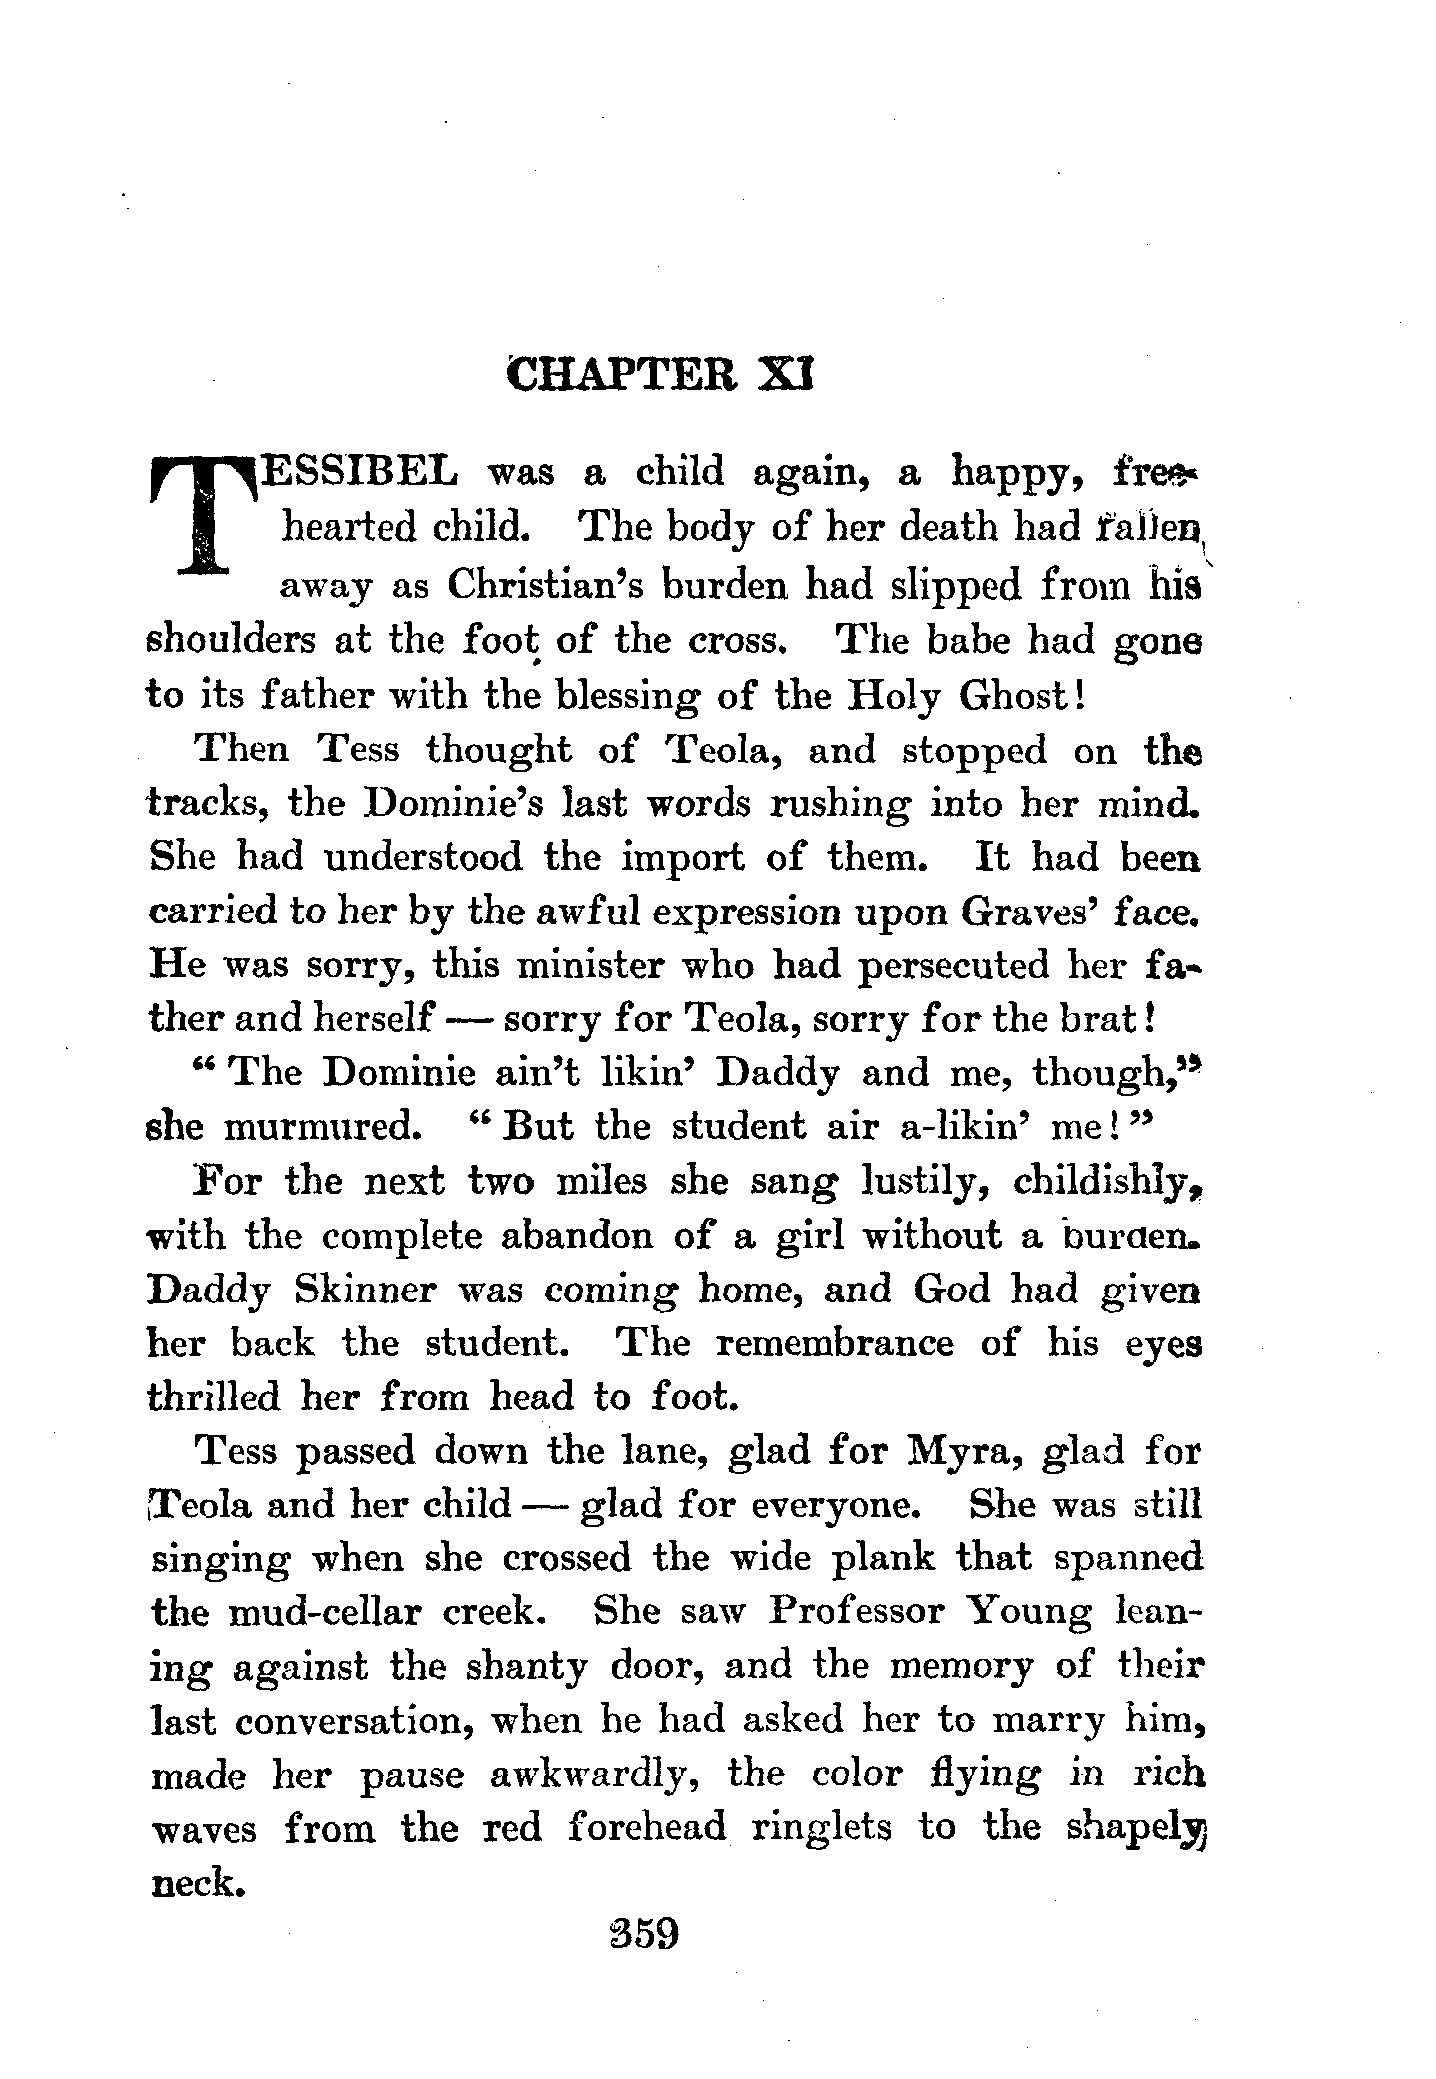 CHAPTER XI
TESSIBEL was a child again, a happy, free-
hearted child. The body of her death had fallen
away as Christian's burden had slipped from his
shoulders at the foot of the cross. The babe had gone
to its father with the blessing of the Holy Ghost!
Then Tess thought of Teola, and stopped on the
tracks, the Dominie's last words rushing into her mind.
She had understood the import of them. It had been
carried to her by the awful expression upon Graves' face.
He was sorry, this minister who had persecuted her fa-
ther and herself — sorry for Teola, sorry for the brat!
"The Dominie ain't likin' Daddy and me, though,"
she murmured. "But the student air a-likin' me!"
For the next two miles she sang lustily, childishly,
with the complete abandon of a girl without a burden.
Daddy Skinner was coming home, and God had given
her back the student. The remembrance of his eyes
thrilled her from head to foot.
Tess passed down the lane, glad for Myra, glad for
Teola and her child — glad for everyone. She was still
singing when she crossed the wide plank that spanned
the mud-cellar creek. She saw Professor Young lean-
ing against the shanty door, and the memory of their
last conversation, when he had asked her to marry him,
made her pause awkwardly, the color flying in rich
waves from the red forehead ringlets to the shapely
neck.
359